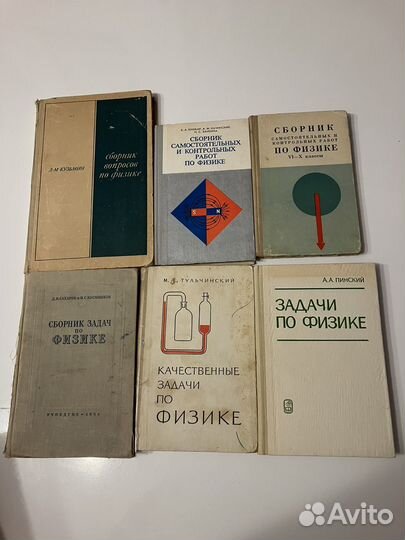 Л·М·КУЗЬМИН
сборник
вопросов
по физике
СБОРНИК
САМОСТОЯТЕЛЬНЫХ
И КОНТРОЛЬНЫХ
РАБОТ
ПО ФИЗИКЕ
S
N
СБОРНИК
САМОСТОЯТЕЛЬНЫХ И
КОНТРОЛЬНЫХ РАБОТ
ПО ФИЗИКЕ
VI—X классы
СБОРНИК ЗАДАЧ
ПО
ФИЗИКЕ
УЧПЕДГИЗ
М. Е. ТУЛЬЧИНСКИЙ
КАЧЕСТВЕННЫЕ
ЗАДАЧИ
ПО
ФИЗИКЕ
А.А. ПИНСКИЙ
ЗАДАЧИ
ПО ФИЗИКЕ
Avito